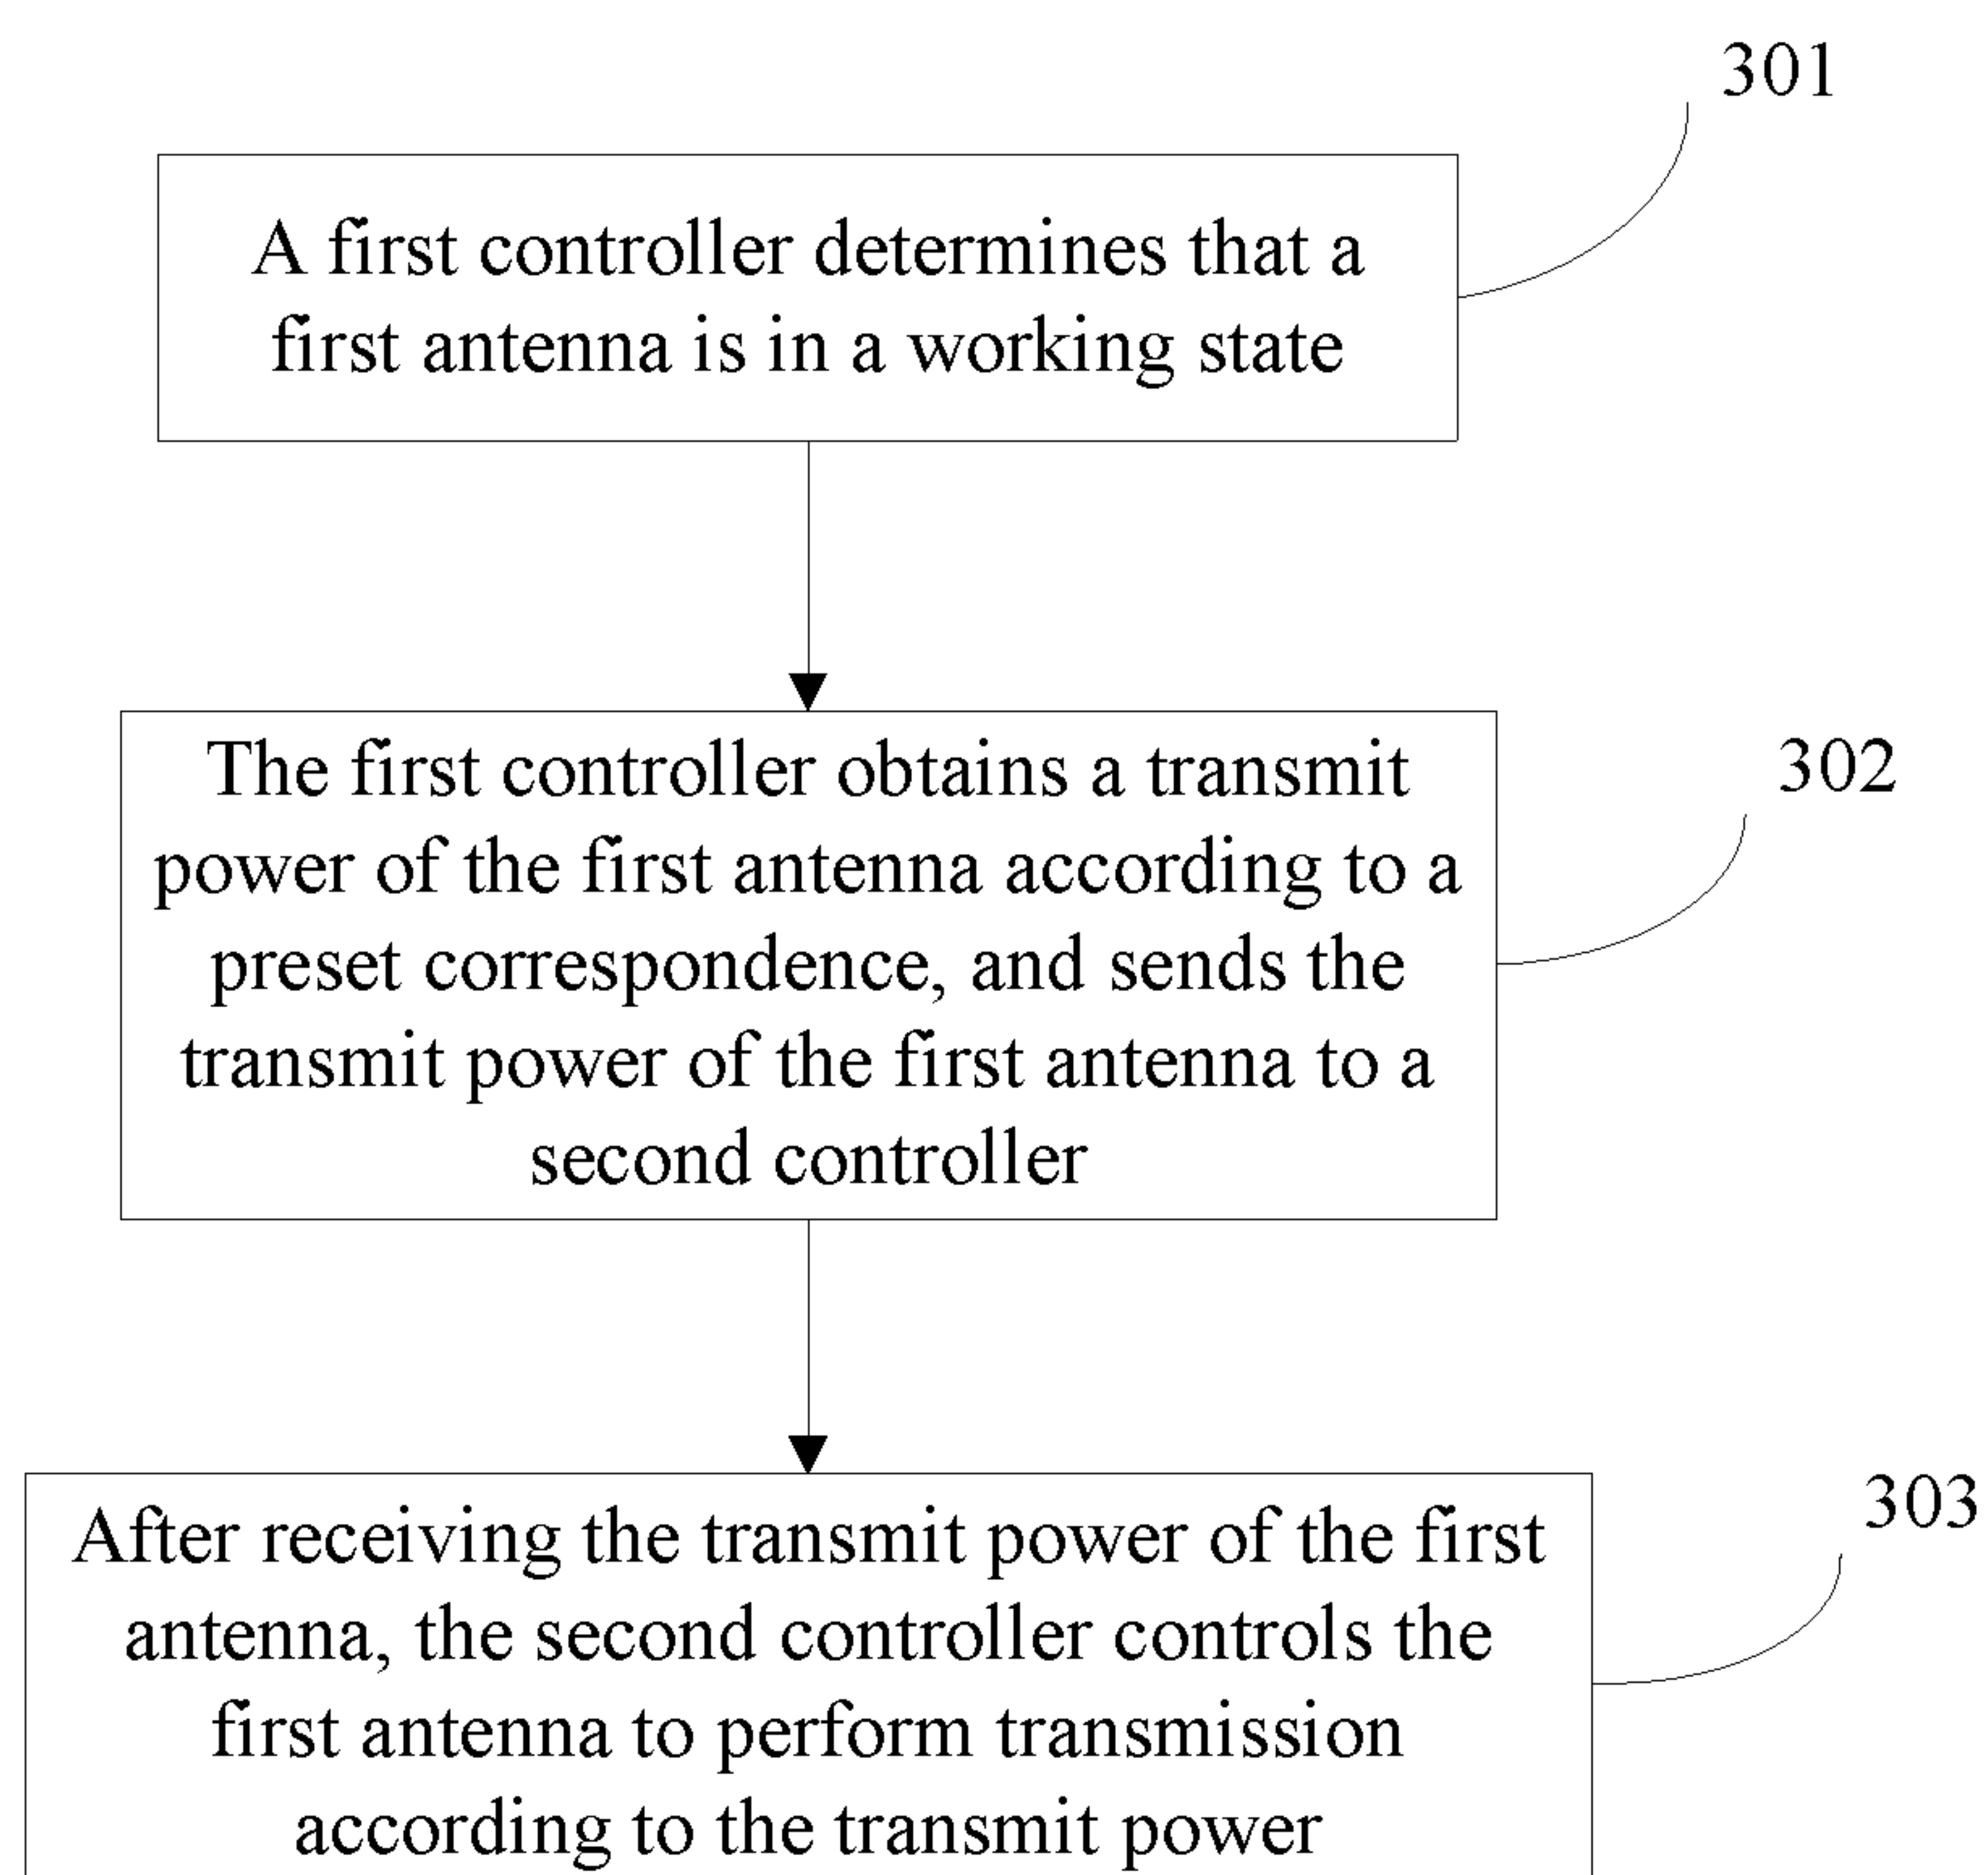 301
A first controller determines that a
first antenna is in a working state
302
The first controller obtains a transmit
power of the first antenna according to a
preset correspondence, and sends the
transmit power of the first antenna to a
second controller
303
After receiving the transmit power of the first
antenna, the second controller controls the
first antenna to perform transmission
according to the transmit power